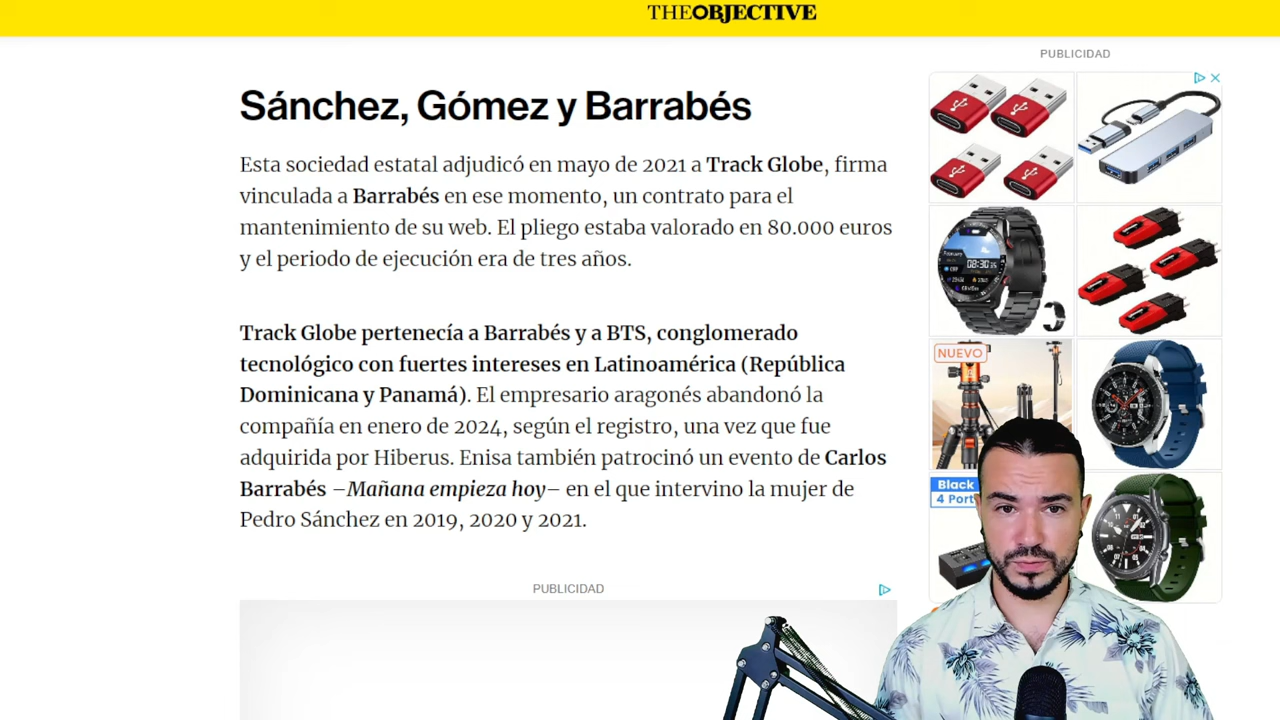 THEOBJECTIVE
PUBLICIDAD
Sánchez, Gómez y Barrabés
Esta sociedad estatal adjudicó en mayo de 2021 a Track Globe, firma
vinculada a Barrabés en ese momento, un contrato para el
mantenimiento de su web. El pliego estaba valorado en 80.000 euros
y el periodo de ejecución era de tres años.
Track Globe pertenecía a Barrabés y a BTS, conglomerado
tecnológico con fuertes intereses en Latinoamérica (República
Dominicana y Panamá). El empresario aragonés abandonó la
compañía en enero de 2024, según el registro, una vez que fue
adquirida por Hiberus. Enisa también patrocinó un evento de Carlos
Barrabés –Mañana empieza hoy– en el que intervino la mujer de
Pedro Sánchez en 2019, 2020 y 2021.
PUBLICIDAD
08:30
NUEVO
Black
4 Port